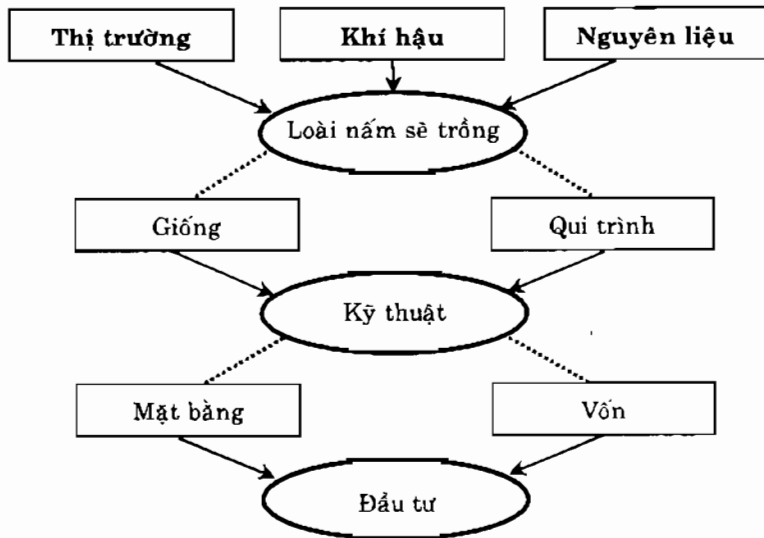 Thị trường
Khí hậu
Nguyên liệu
Loài nấm sẽ trồng
Giống
Qui trình
Kỹ thuật
Mặt bằng
Vốn
Đầu tư